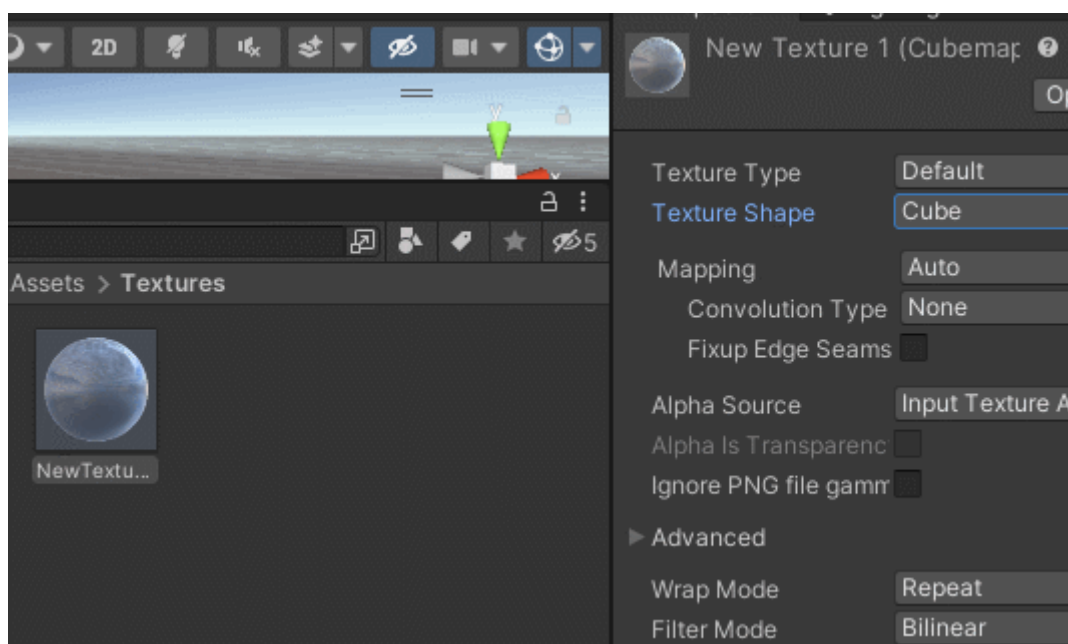 2D
New Texture 1 (Cubemap
Op
y
x
5
Assets > Textures
NewTextu...
Texture Type
Default
Texture Shape
Cube
Mapping
Auto
Convolution Type
None
Fixup Edge Seams
Alpha Source
Input Texture A
Alpha Is Transparenc
Ignore PNG file gamm
Advanced
Wrap Mode
Repeat
Filter Mode
Bilinear